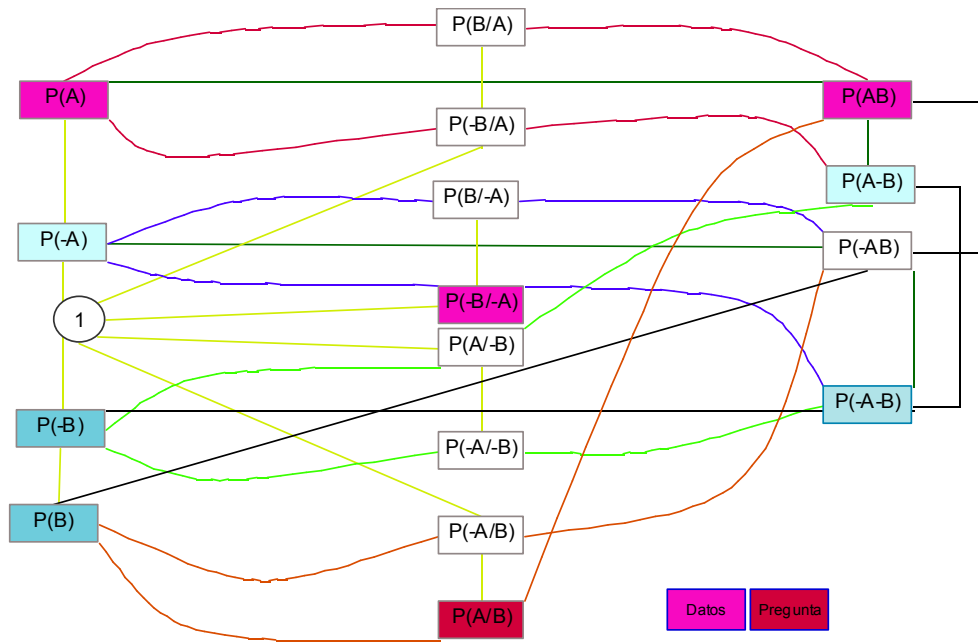 P(B/A)
P(A)
P(AB)
P(-B/A)
P(A-B)
P(B/-A)
P(-A)
P(-AB)
P(-B/-A)
1
P(A/-B)
P(-A-B)
P(-B)
P(-A/-B)
P(B)
P(-A/B)
P(A/B)
Datos
Pregunta